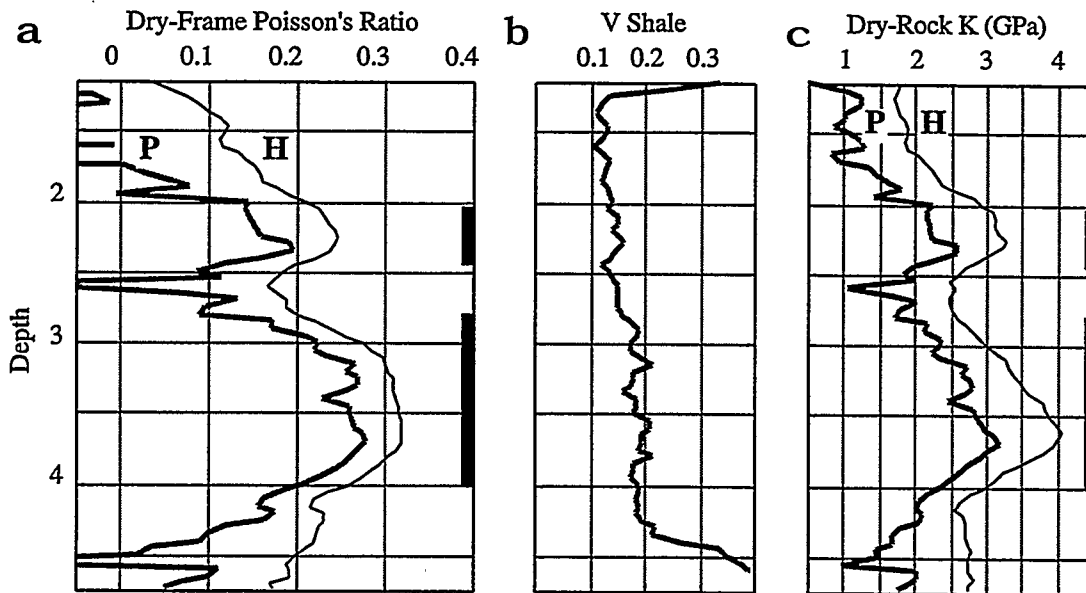 a Dry-Frame Poisson's Ratio
0 0.1 0.2 0.3 0.4
P H
2
3
4
Depth
b V Shale
0.1 0.2 0.3
c Dry-Rock K (GPa)
1 2 3 4
P H